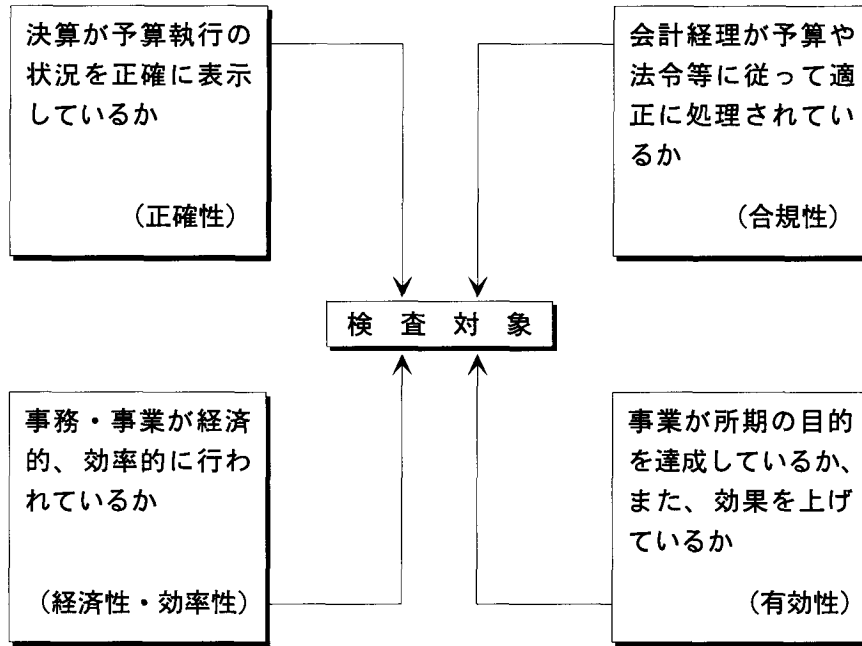 決算が予算執行の
状況を正確に表示
しているか
（正確性）
会計経理が予算や
法令等に従って適
正に処理されてい
るか
（合規性）
検査対象
事務・事業が経済
的、効率的に行わ
れているか
（経済性・効率性）
事業が所期の目的
を達成しているか、
また、効果を上げ
ているか
（有効性）